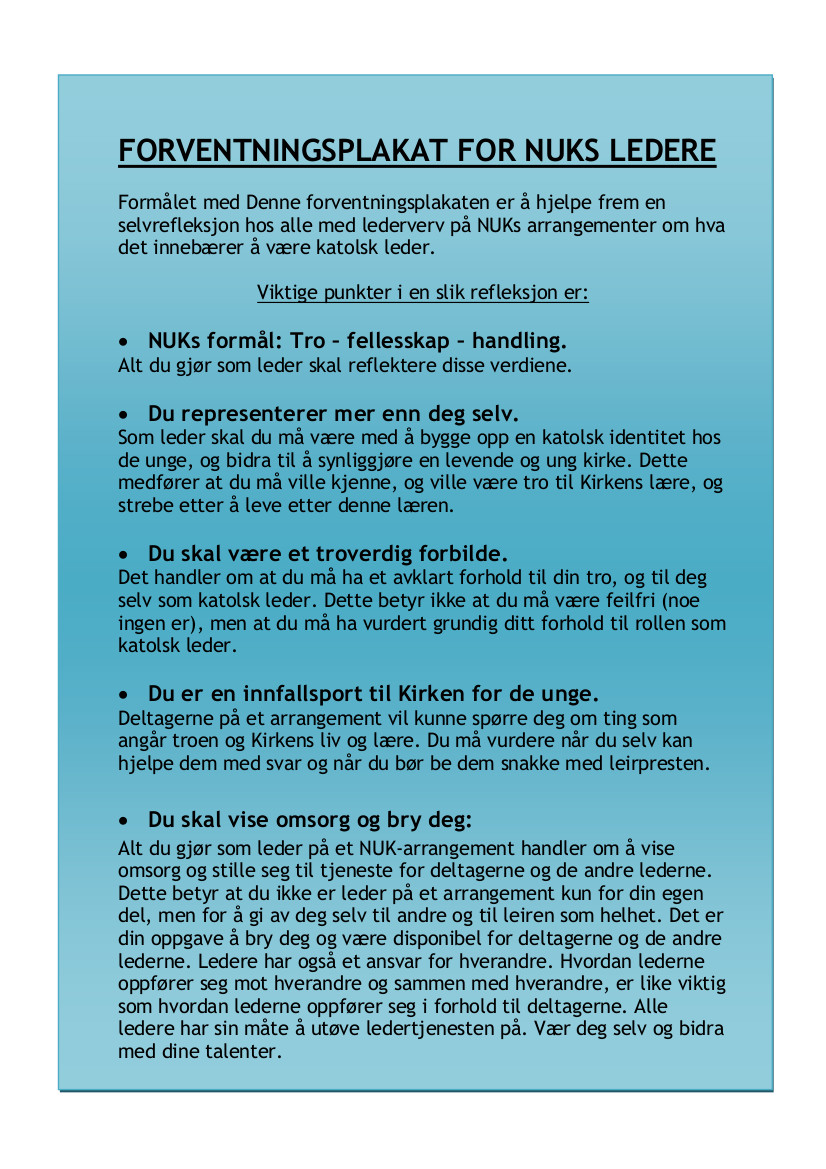 FORVENTNINGSPLAKAT FOR NUKS LEDERE
Formålet med Denne forventningsplakaten er å hjelpe frem en
selvrefleksjon hos alle med lederverv på NUKs arrangementer om hva
det innebærer å være katolsk leder.
Viktige punkter i en slik refleksjon er:
• NUKs formål: Tro – fellesskap – handling.
Alt du gjør som leder skal reflektere disse verdiene.
• Du representerer mer enn deg selv.
Som leder skal du må være med å bygge opp en katolsk identitet hos
de unge, og bidra til å synliggjøre en levende og ung kirke. Dette
medfører at du må ville kjenne, og ville være tro til Kirkens lære, og
strebe etter å leve etter denne læren.
• Du skal være et troverdig forbilde.
Det handler om at du må ha et avklart forhold til din tro, og til deg
selv som katolsk leder. Dette betyr ikke at du må være feilfri (noe
ingen er), men at du må ha vurdert grundig ditt forhold til rollen som
katolsk leder.
• Du er en innfallsport til Kirken for de unge.
Deltagerne på et arrangement vil kunne spørre deg om ting som
angår troen og Kirkens liv og lære. Du må vurdere når du selv kan
hjelpe dem med svar og når du bør be dem snakke med leirpresten.
• Du skal vise omsorg og bry deg:
Alt du gjør som leder på et NUK-arrangement handler om å vise
omsorg og stille seg til tjeneste for deltagerne og de andre lederne.
Dette betyr at du ikke er leder på et arrangement kun for din egen
del, men for å gi av deg selv til andre og til leiren som helhet. Det er
din oppgave å bry deg og være disponibel for deltagerne og de andre
lederne. Ledere har også et ansvar for hverandre. Hvordan lederne
oppfører seg mot hverandre og sammen med hverandre, er like viktig
som hvordan lederne oppfører seg i forhold til deltagerne. Alle
ledere har sin måte å utøve ledertjenesten på. Vær deg selv og bidra
med dine talenter.